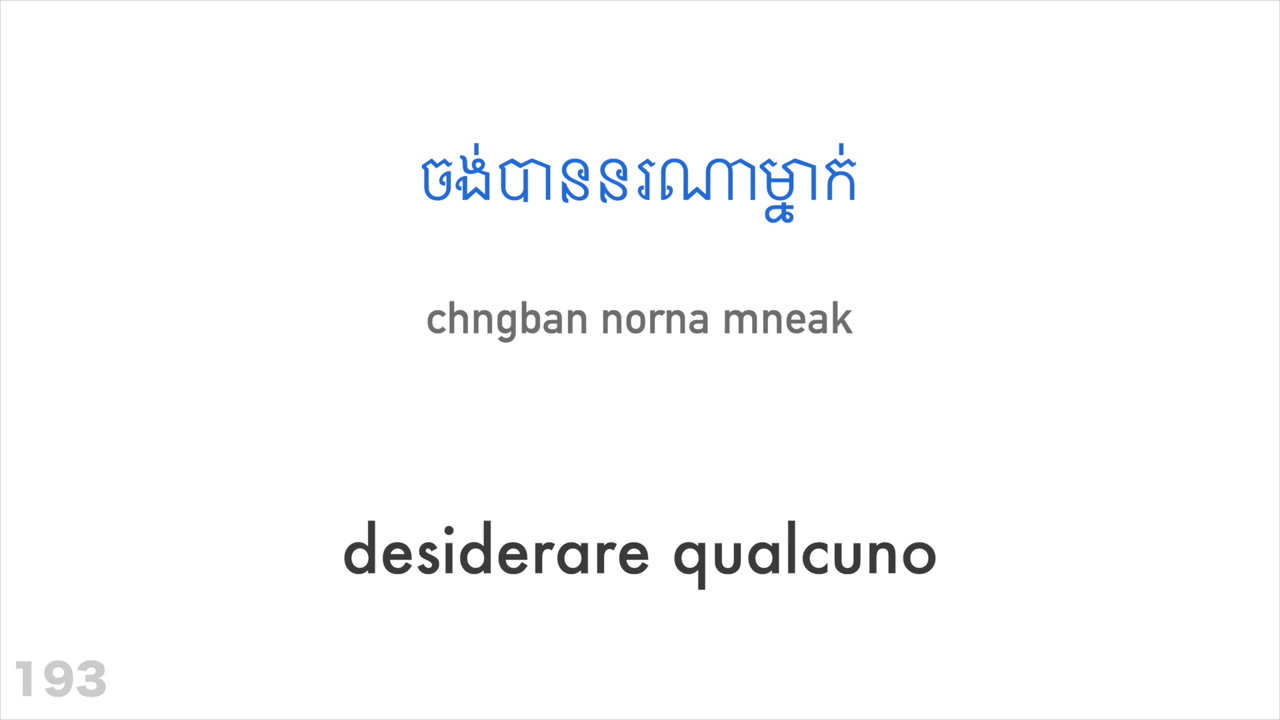 ចង់បាននរណាម្នាក់
chngban norna mneak
desiderare qualcuno
193